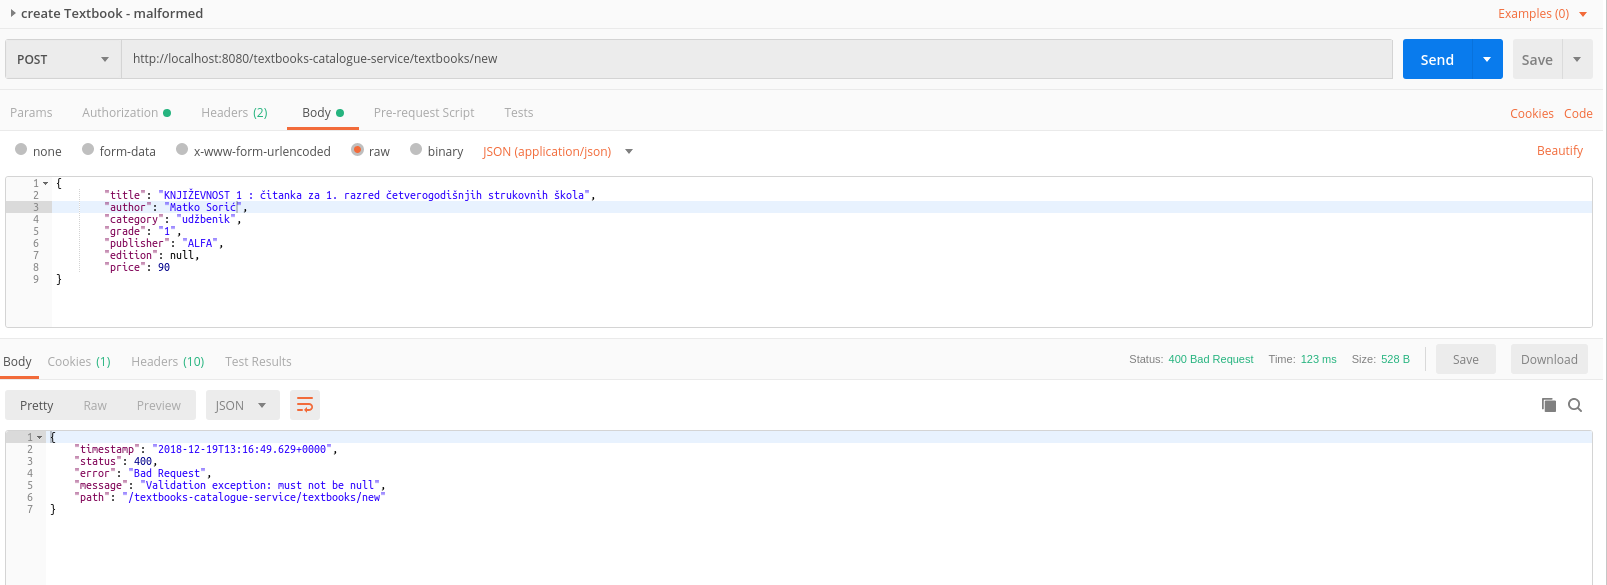 create Textbook - malformed Examples (0)
POST http://localhost:8080/textbooks-catalogue-service/textbooks/new Send Save
Params Authorization Headers (2) Body Pre-request Script Tests Cookies Code
none form-data x-www-form-urlencoded raw binary JSON (application/json) Beautify
1 {
2 "title": "KNJIŽEVNOST 1 : čitanka za 1. razred četverogodišnjih strukovnih škola",
3 "author": "Matko Sorić",
4 "category": "udžbenik",
5 "grade": "1",
6 "publisher": "ALFA",
7 "edition": null,
8 "price": 90
9 }
Body Cookies (1) Headers (10) Test Results Status: 400 Bad Request Time: 123 ms Size: 528 B Save Download
Pretty Raw Preview JSON
1 {
2 "timestamp": "2018-12-19T13:16:49.629+0000",
3 "status": 400,
4 "error": "Bad Request",
5 "message": "Validation exception: must not be null",
6 "path": "/textbooks-catalogue-service/textbooks/new"
7 }